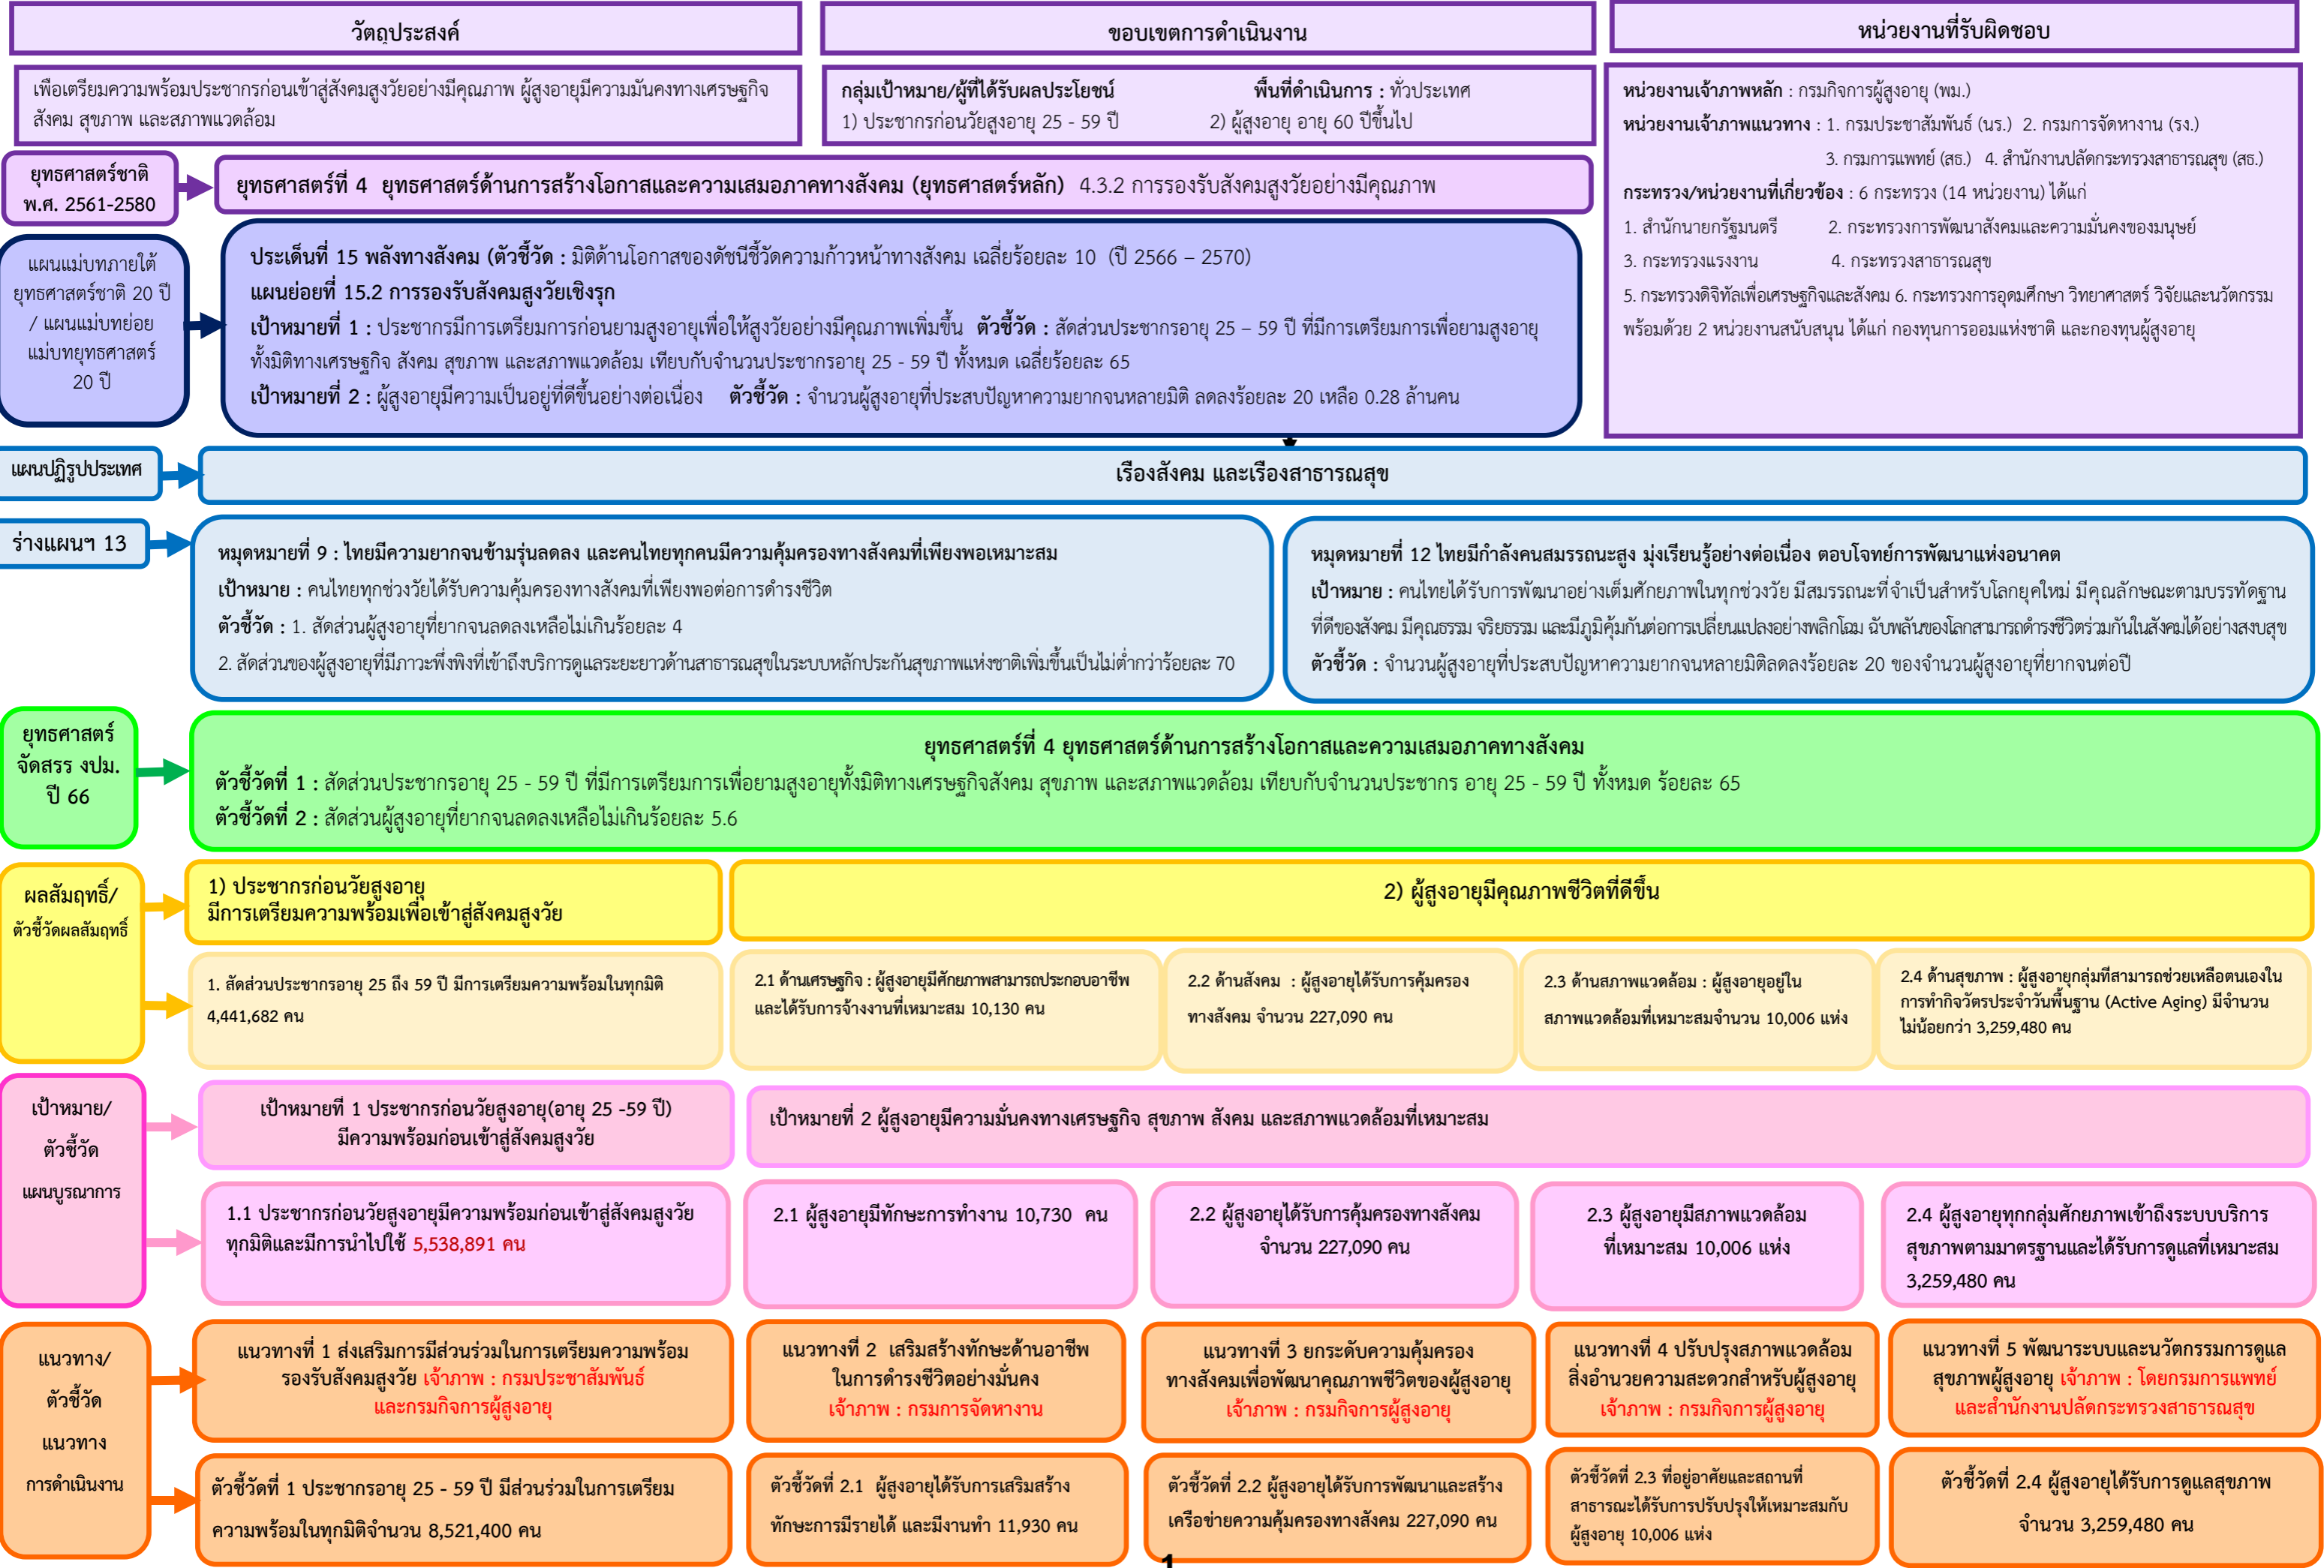 วัตถุประสงค์
เพื่อเตรียมความพร้อมประชากรก่อนเข้าสู่สังคมสูงวัยอย่างมีคุณภาพ ผู้สูงอายุมีความมันคงทางเศรษฐกิจ
สังคม สุขภาพ และสภาพแวดล้อม
ขอบเขตการดำเนินงาน
กลุ่มเป้าหมาย/ผู้ที่ได้รับผลประโยชน์ พื้นที่ดำเนินการ : ทั่วประเทศ
1) ประชากรก่อนวัยสูงอายุ 25 - 59 ปี 2) ผู้สูงอายุ อายุ 60 ปีขึ้นไป
หน่วยงานที่รับผิดชอบ
หน่วยงานเจ้าภาพหลัก : กรมกิจการผู้สูงอายุ (พม.)
หน่วยงานเจ้าภาพแนวทาง : 1. กรมประชาสัมพันธ์ (นร.) 2. กรมการจัดหางาน (รง.)
3. กรมการแพทย์ (สธ.) 4. สำนักงานปลัดกระทรวงสาธารณสุข (สธ.)
กระทรวง/หน่วยงานที่เกี่ยวข้อง : 6 กระทรวง (14 หน่วยงาน) ได้แก่
1. สำนักนายกรัฐมนตรี 2. กระทรวงการพัฒนาสังคมและความมั่นคงของมนุษย์
3. กระทรวงแรงงาน 4. กระทรวงสาธารณสุข
5. กระทรวงดิจิทัลเพื่อเศรษฐกิจและสังคม 6. กระทรวงการอุดมศึกษา วิทยาศาสตร์ วิจัยและนวัตกรรม
พร้อมด้วย 2 หน่วยงานสนับสนุน ได้แก่ กองทุนการออมแห่งชาติ และกองทุนผู้สูงอายุ
ยุทธศาสตร์ชาติ
พ.ศ. 2561-2580
ยุทธศาสตร์ที่ 4 ยุทธศาสตร์ด้านการสร้างโอกาสและความเสมอภาคทางสังคม (ยุทธศาสตร์หลัก) 4.3.2 การรองรับสังคมสูงวัยอย่างมีคุณภาพ
แผนแม่บทภายใต้
ยุทธศาสตร์ชาติ 20 ปี
/ แผนแม่บทย่อย
แม่บทยุทธศาสตร์
20 ปี
ประเด็นที่ 15 พลังทางสังคม (ตัวชี้วัด : มิติด้านโอกาสของดัชนีชี้วัดความก้าวหน้าทางสังคม เฉลี่ยร้อยละ 10 (ปี 2566 – 2570)
แผนย่อยที่ 15.2 การรองรับสังคมสูงวัยเชิงรุก
เป้าหมายที่ 1 : ประชากรมีการเตรียมการก่อนยามสูงอายุเพื่อให้สูงวัยอย่างมีคุณภาพเพิ่มขึ้น ตัวชี้วัด : สัดส่วนประชากรอายุ 25 – 59 ปี ที่มีการเตรียมการเพื่อยามสูงอายุ
ทั้งมิติทางเศรษฐกิจ สังคม สุขภาพ และสภาพแวดล้อม เทียบกับจำนวนประชากรอายุ 25 - 59 ปี ทั้งหมด เฉลี่ยร้อยละ 65
เป้าหมายที่ 2 : ผู้สูงอายุมีความเป็นอยู่ที่ดีขึ้นอย่างต่อเนื่อง ตัวชี้วัด : จำนวนผู้สูงอายุที่ประสบปัญหาความยากจนหลายมิติ ลดลงร้อยละ 20 เหลือ 0.28 ล้านคน
แผนปฏิรูปประเทศ
เรื่องสังคม และเรื่องสาธารณสุข
ร่างแผนฯ 13
หมุดหมายที่ 9 : ไทยมีความยากจนข้ามรุ่นลดลง และคนไทยทุกคนมีความคุ้มครองทางสังคมที่เพียงพอเหมาะสม
เป้าหมาย : คนไทยทุกช่วงวัยได้รับความคุ้มครองทางสังคมที่เพียงพอต่อการดำรงชีวิต
ตัวชี้วัด : 1. สัดส่วนผู้สูงอายุที่ยากจนลดลงเหลือไม่เกินร้อยละ 4
2. สัดส่วนของผู้สูงอายุที่มีภาวะพึ่งพิงที่เข้าถึงบริการดูแลระยะยาวด้านสาธารณสุขในระบบหลักประกันสุขภาพแห่งชาติเพิ่มขึ้นเป็นไม่ต่ำกว่าร้อยละ 70
หมุดหมายที่ 12 ไทยมีกำลังคนสมรรถนะสูง มุ่งเรียนรู้อย่างต่อเนื่อง ตอบโจทย์การพัฒนาแห่งอนาคต
เป้าหมาย : คนไทยได้รับการพัฒนาอย่างเต็มศักยภาพในทุกช่วงวัย มีสมรรถนะที่จำเป็นสำหรับโลกยุคใหม่ มีคุณลักษณะตามบรรทัดฐาน
ที่ดีของสังคม มีคุณธรรม จริยธรรม และมีภูมิคุ้มกันต่อการเปลี่ยนแปลงอย่างพลิกโฉม ฉับพลันของโลกสามารถดำรงชีวิตร่วมกันในสังคมได้อย่างสงบสุข
ตัวชี้วัด : จำนวนผู้สูงอายุที่ประสบปัญหาความยากจนหลายมิติลดลงร้อยละ 20 ของจำนวนผู้สูงอายุที่ยากจนต่อปี
ยุทธศาสตร์
จัดสรร งปม.
ปี 66
ยุทธศาสตร์ที่ 4 ยุทธศาสตร์ด้านการสร้างโอกาสและความเสมอภาคทางสังคม
ตัวชี้วัดที่ 1 : สัดส่วนประชากรอายุ 25 - 59 ปี ที่มีการเตรียมการเพื่อยามสูงอายุทั้งมิติทางเศรษฐกิจสังคม สุขภาพ และสภาพแวดล้อม เทียบกับจำนวนประชากร อายุ 25 - 59 ปี ทั้งหมด ร้อยละ 65
ตัวชี้วัดที่ 2 : สัดส่วนผู้สูงอายุที่ยากจนลดลงเหลือไม่เกินร้อยละ 5.6
ผลสัมฤทธิ์/
ตัวชี้วัดผลสัมฤทธิ์
1) ประชากรก่อนวัยสูงอายุ
มีการเตรียมความพร้อมเพื่อเข้าสู่สังคมสูงวัย
2) ผู้สูงอายุมีคุณภาพชีวิตที่ดีขึ้น
1. สัดส่วนประชากรอายุ 25 ถึง 59 ปี มีการเตรียมความพร้อมในทุกมิติ
4,441,682 คน
2.1 ด้านเศรษฐกิจ : ผู้สูงอายุมีศักยภาพสามารถประกอบอาชีพ
และได้รับการจ้างงานที่เหมาะสม 10,130 คน
2.2 ด้านสังคม : ผู้สูงอายุได้รับการคุ้มครอง
ทางสังคม จำนวน 227,090 คน
2.3 ด้านสภาพแวดล้อม : ผู้สูงอายุอยู่ใน
สภาพแวดล้อมที่เหมาะสมจำนวน 10,006 แห่ง
2.4 ด้านสุขภาพ : ผู้สูงอายุกลุ่มที่สามารถช่วยเหลือตนเองใน
การทำกิจวัตรประจำวันพื้นฐาน (Active Aging) มีจำนวน
ไม่น้อยกว่า 3,259,480 คน
เป้าหมาย/
ตัวชี้วัด
แผนบูรณาการ
เป้าหมายที่ 1 ประชากรก่อนวัยสูงอายุ(อายุ 25 -59 ปี)
มีความพร้อมก่อนเข้าสู่สังคมสูงวัย
เป้าหมายที่ 2 ผู้สูงอายุมีความมั่นคงทางเศรษฐกิจ สุขภาพ สังคม และสภาพแวดล้อมที่เหมาะสม
1.1 ประชากรก่อนวัยสูงอายุมีความพร้อมก่อนเข้าสู่สังคมสูงวัย
ทุกมิติและมีการนำไปใช้ 5,538,891 คน
2.1 ผู้สูงอายุมีทักษะการทำงาน 10,730 คน
2.2 ผู้สูงอายุได้รับการคุ้มครองทางสังคม
จำนวน 227,090 คน
2.3 ผู้สูงอายุมีสภาพแวดล้อม
ที่เหมาะสม 10,006 แห่ง
2.4 ผู้สูงอายุทุกกลุ่มศักยภาพเข้าถึงระบบบริการ
สุขภาพตามมาตรฐานและได้รับการดูแลที่เหมาะสม
3,259,480 คน
แนวทาง/
ตัวชี้วัด
แนวทาง
การดำเนินงาน
แนวทางที่ 1 ส่งเสริมการมีส่วนร่วมในการเตรียมความพร้อม
รองรับสังคมสูงวัย เจ้าภาพ : กรมประชาสัมพันธ์
และกรมกิจการผู้สูงอายุ
แนวทางที่ 2 เสริมสร้างทักษะด้านอาชีพ
ในการดำรงชีวิตอย่างมั่นคง
เจ้าภาพ : กรมการจัดหางาน
แนวทางที่ 3 ยกระดับความคุ้มครอง
ทางสังคมเพื่อพัฒนาคุณภาพชีวิตของผู้สูงอายุ
เจ้าภาพ : กรมกิจการผู้สูงอายุ
แนวทางที่ 4 ปรับปรุงสภาพแวดล้อม
สิ่งอำนวยความสะดวกสำหรับผู้สูงอายุ
เจ้าภาพ : กรมกิจการผู้สูงอายุ
แนวทางที่ 5 พัฒนาระบบและนวัตกรรมการดูแล
สุขภาพผู้สูงอายุ เจ้าภาพ : โดยกรมการแพทย์
และสำนักงานปลัดกระทรวงสาธารณสุข
ตัวชี้วัดที่ 1 ประชากรอายุ 25 - 59 ปี มีส่วนร่วมในการเตรียม
ความพร้อมในทุกมิติจำนวน 8,521,400 คน
ตัวชี้วัดที่ 2.1 ผู้สูงอายุได้รับการเสริมสร้าง
ทักษะการมีรายได้ และมีงานทำ 11,930 คน
ตัวชี้วัดที่ 2.2 ผู้สูงอายุได้รับการพัฒนาและสร้าง
เครือข่ายความคุ้มครองทางสังคม 227,090 คน
ตัวชี้วัดที่ 2.3 ที่อยู่อาศัยและสถานที่
สาธารณะได้รับการปรับปรุงให้เหมาะสมกับ
ผู้สูงอายุ 10,006 แห่ง
ตัวชี้วัดที่ 2.4 ผู้สูงอายุได้รับการดูแลสุขภาพ
จำนวน 3,259,480 คน
1